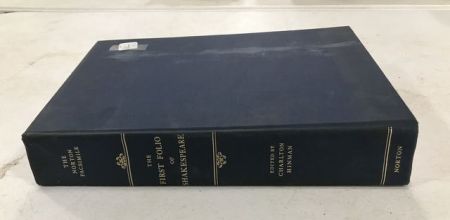 THE
NORTON
FACSIMILE
THE
FIRST FOLIO
OF
SHAKESPEARE
EDITED BY
CHARLTON
HINMAN
NORTON